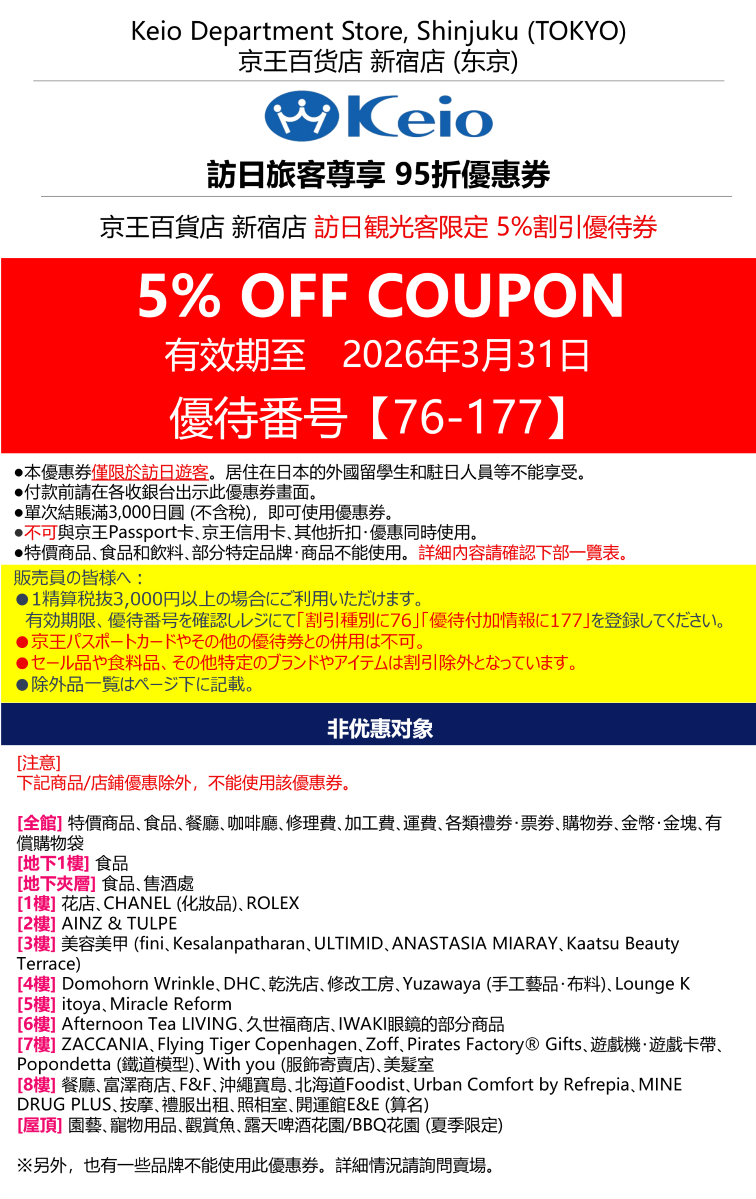 Keio Department Store, Shinjuku (TOKYO)
京王百货店 新宿店 (东京)
Keio
訪日旅客尊享 95折優惠券
京王百貨店 新宿店 訪日観光客限定 5%割引優待券
5% OFF COUPON
有效期至 2026年3月31日
優待番号【76-177】
●本優惠券僅限於訪日遊客。居住在日本的外國留學生和駐日人員等不能享受。
●付款前請在各收銀台出示此優惠券畫面。
●單次結賬滿3,000日圓 (不含稅)，即可使用優惠券。
●不可與京王Passport卡、京王信用卡、其他折扣·優惠同時使用。
●特價商品、食品和飲料、部分特定品牌·商品不能使用。詳細內容請確認下部一覽表。
販売員の皆様へ：
●1精算税抜3,000円以上の場合にご利用いただけます。
有効期限、優待番号を確認しレジにて「割引種別に76」「優待付加情報に177」を登録してください。
●京王パスポートカードやその他の優待券との併用は不可。
●セール品や食料品、その他特定のブランドやアイテムは割引除外となっています。
●除外品一覧はページ下に記載。
非优惠对象
[注意]
下記商品/店鋪優惠除外，不能使用該優惠券。
[全館] 特價商品、食品、餐廳、咖啡廳、修理費、加工費、運費、各類禮券·票券、購物券、金幣·金塊、有
償購物袋
[地下1樓] 食品
[地下夾層] 食品、售酒處
[1樓] 花店、CHANEL (化妝品)、ROLEX
[2樓] AINZ & TULPE
[3樓] 美容美甲 (fini、Kesalanpatharan、ULTIMID、ANASTASIA MIARAY、Kaatsu Beauty
Terrace)
[4樓] Domohorn Wrinkle、DHC、乾洗店、修改工房、Yuzawaya (手工藝品·布料)、Lounge K
[5樓] itoya、Miracle Reform
[6樓] Afternoon Tea LIVING、久世福商店、IWAKI眼鏡的部分商品
[7樓] ZACCANIA、Flying Tiger Copenhagen、Zoff、Pirates Factory® Gifts、遊戲機·遊戲卡帶、
Popondetta (鐵道模型)、With you (服飾寄賣店)、美髮室
[8樓] 餐廳、富澤商店、F&F、沖繩寶島、北海道Foodist、Urban Comfort by Refrepia、MINE
DRUG PLUS、按摩、禮服出租、照相室、開運館E&E (算名)
[屋頂] 園藝、寵物用品、觀賞魚、露天啤酒花園/BBQ花園 (夏季限定)
※另外，也有一些品牌不能使用此優惠券。詳細情況請詢問賣場。